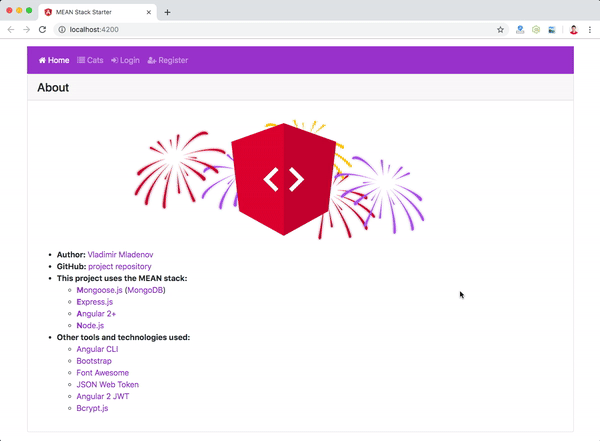 MEAN Stack Starter
localhost:4200
Home Cats Login Register
About
Author: Vladimir Mladenov
GitHub: project repository
This project uses the MEAN stack:
Mongoose.js (MongoDB)
Express.js
Angular 2+
Node.js
Other tools and technologies used:
Angular CLI
Bootstrap
Font Awesome
JSON Web Token
Angular 2 JWT
Bcrypt.js